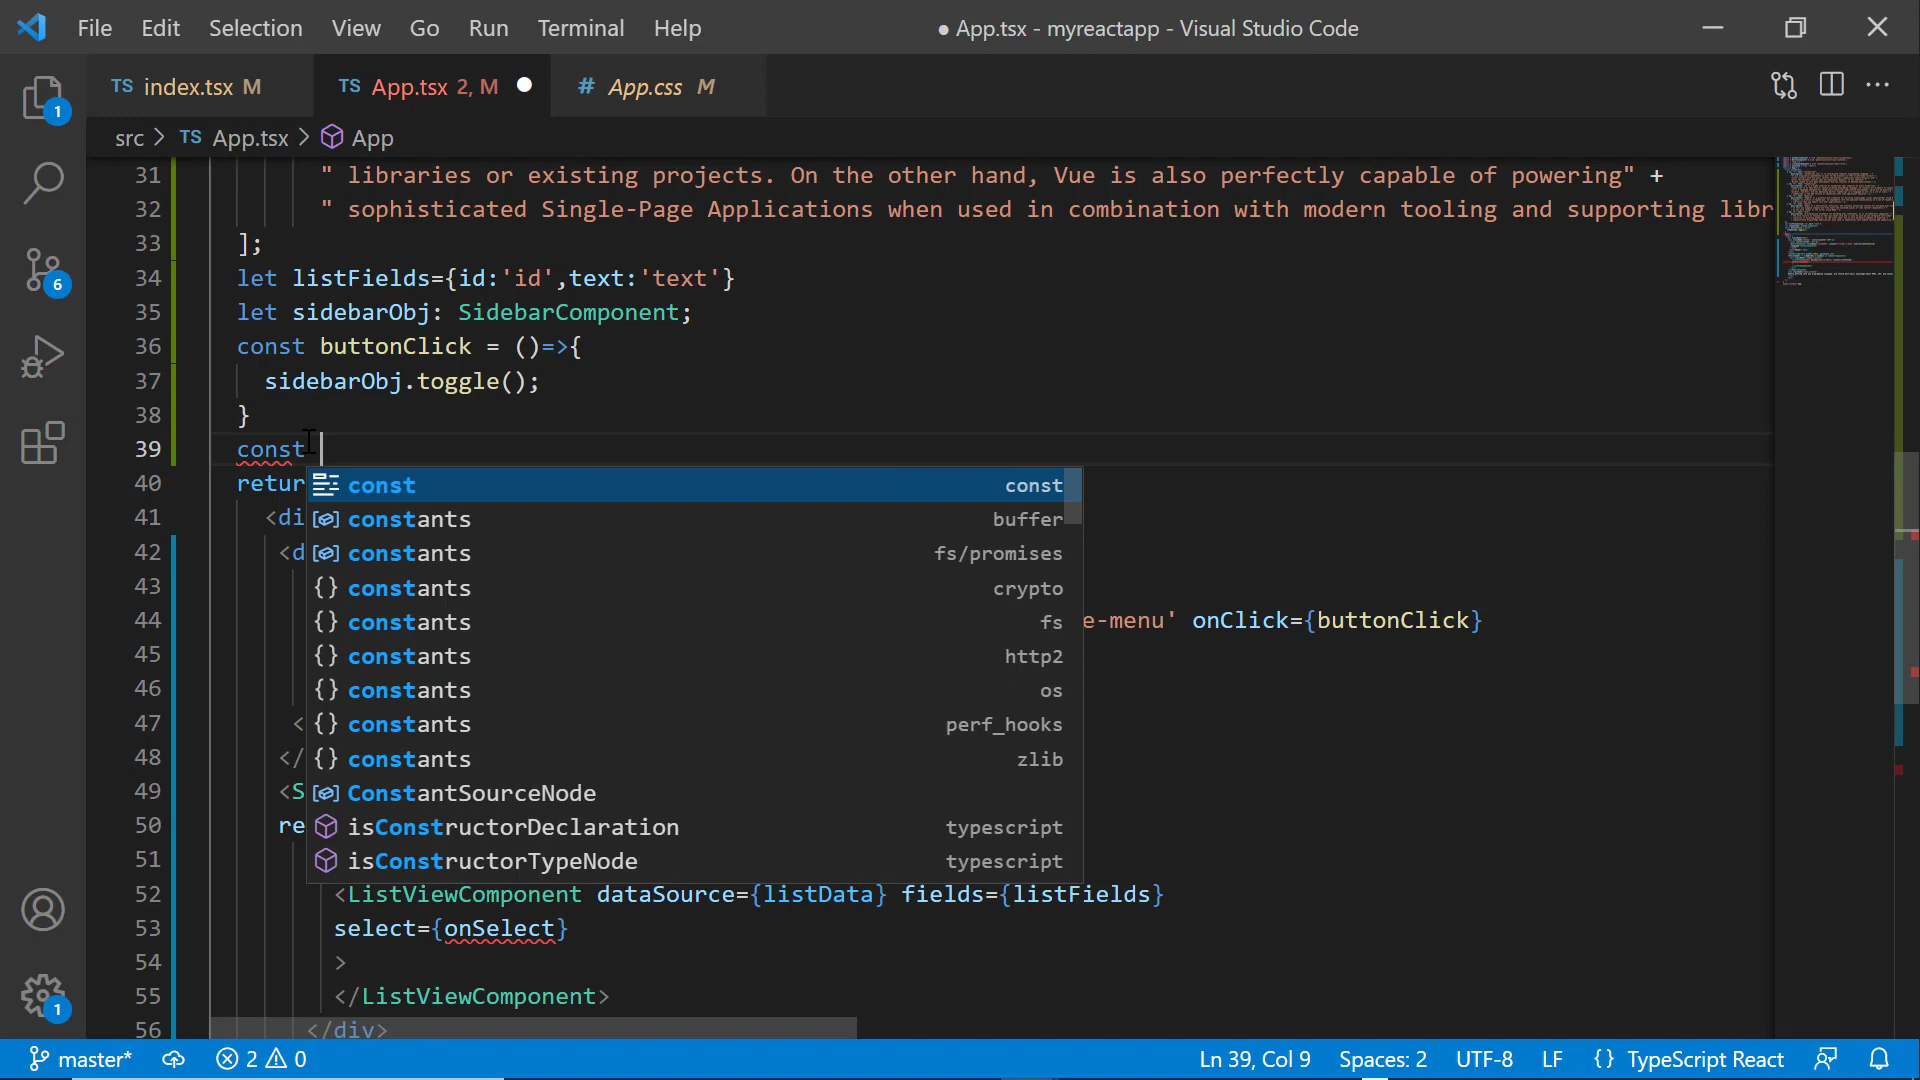 File Edit Selection View Go Run Terminal Help ● App.tsx - myreactapp - Visual Studio Code
TS index.tsx M TS App.tsx 2, M # App.css M
src > TS App.tsx > App
31 " libraries or existing projects. On the other hand, Vue is also perfectly capable of powering" +
32 " sophisticated Single-Page Applications when used in combination with modern tooling and supporting libr
33 ];
34 let listFields={id:'id',text:'text'}
35 let sidebarObj: SidebarComponent;
36 const buttonClick = ()=>{
37 sidebarObj.toggle();
38 }
39 const
40 retur
const const
41 <di
constants buffer
42 <d
constants fs/promises
43
constants crypto
44 e-menu' onClick={buttonClick}
constants fs
45
constants http2
46
constants os
47 <
constants perf_hooks
48 </
constants zlib
49 <S
ConstantSourceNode
50 re
isConstructorDeclaration typescript
51
isConstructorTypeNode typescript
52 <ListViewComponent dataSource={listData} fields={listFields}
53 select={onSelect}
54 >
55 </ListViewComponent>
56 </div>
1
6
1
master* 2 0 Ln 39, Col 9 Spaces: 2 UTF-8 LF {} TypeScript React